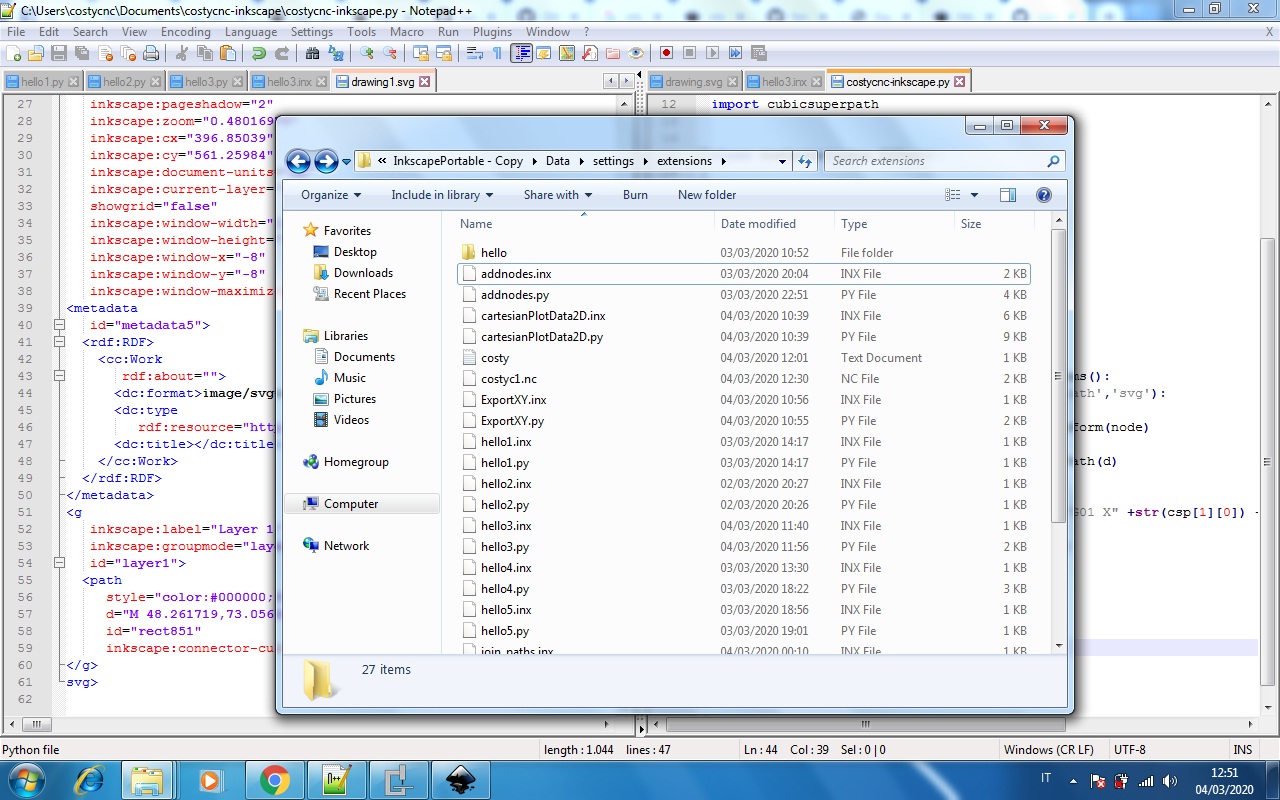 C:\Users\costycnc\Documents\costycnc-inkscape\costycnc-inkscape.py - Notepad++
File Edit Search View Encoding Language Settings Tools Macro Run Plugins Window ? X
hello1.py hello2.py hello3.py hello3.inx drawing1.svg drawing.svg hello3.inx costycnc-inkscape.py
27 inkscape:pageshadow="2"
28 inkscape:zoom="0.480169
29 inkscape:cx="396.85039"
30 inkscape:cy="561.25984"
31 inkscape:document-units
32 inkscape:current-layer=
33 showgrid="false"
34 inkscape:window-width="
35 inkscape:window-height=
36 inkscape:window-x="-8"
37 inkscape:window-y="-8"
38 inkscape:window-maximiz
39 <metadata
40 id="metadata5">
41 <rdf:RDF>
42 <cc:Work
43 rdf:about="">
44 <dc:format>image/svg
45 <dc:type
46 rdf:resource="htt
47 <dc:title></dc:title
48 </cc:Work>
49 </rdf:RDF>
50 </metadata>
51 <g
52 inkscape:label="Layer 1
53 inkscape:groupmode="lay
54 id="layer1">
55 <path
56 style="color:#000000;
57 d="M 48.261719,73.056
58 id="rect851"
59 inkscape:connector-cu
60 </g>
61 svg>
62
12 import cubicsuperpath
ms():
ath','svg'):
form(node)
ath(d)
G01 X" +str(csp[1][0])
« InkscapePortable - Copy Data settings extensions
Search extensions
Organize Include in library Share with Burn New folder
Favorites
Desktop
Downloads
Recent Places
Libraries
Documents
Music
Pictures
Videos
Homegroup
Computer
Network
Name Date modified Type Size
hello 03/03/2020 10:52 File folder
addnodes.inx 03/03/2020 20:04 INX File 2 KB
addnodes.py 03/03/2020 22:51 PY File 4 KB
cartesianPlotData2D.inx 04/03/2020 10:39 INX File 6 KB
cartesianPlotData2D.py 04/03/2020 10:39 PY File 9 KB
costy 04/03/2020 12:01 Text Document 1 KB
costyc1.nc 04/03/2020 12:30 NC File 2 KB
ExportXY.inx 04/03/2020 10:56 INX File 1 KB
ExportXY.py 04/03/2020 10:55 PY File 2 KB
hello1.inx 03/03/2020 14:17 INX File 1 KB
hello1.py 03/03/2020 14:17 PY File 1 KB
hello2.inx 02/03/2020 20:27 INX File 1 KB
hello2.py 02/03/2020 20:26 PY File 1 KB
hello3.inx 04/03/2020 11:40 INX File 1 KB
hello3.py 04/03/2020 11:56 PY File 2 KB
hello4.inx 03/03/2020 13:30 INX File 1 KB
hello4.py 03/03/2020 18:22 PY File 3 KB
hello5.inx 03/03/2020 18:56 INX File 1 KB
hello5.py 03/03/2020 19:01 PY File 1 KB
join_paths.inx 04/03/2020 00:10 INX File 1 KB
27 items
Python file length : 1.044 lines : 47 Ln : 44 Col : 39 Sel : 0 | 0 Windows (CR LF) UTF-8 INS
IT 12:51
04/03/2020